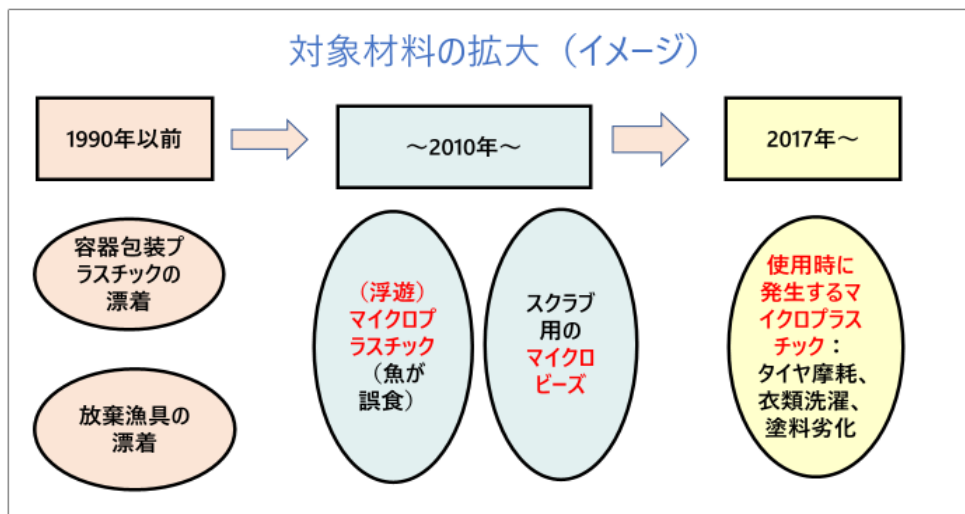 対象材料の拡大（イメージ）
1990年以前
～2010年～
2017年～
容器包装プ
ラスチックの
漂着
放棄漁具の
漂着
（浮遊）
マイクロプ
ラスチック
（魚が
誤食）
スクラブ
用の
マイクロ
ビーズ
使用時に
発生するマ
イクロプラス
チック：
タイヤ摩耗、
衣類洗濯、
塗料劣化